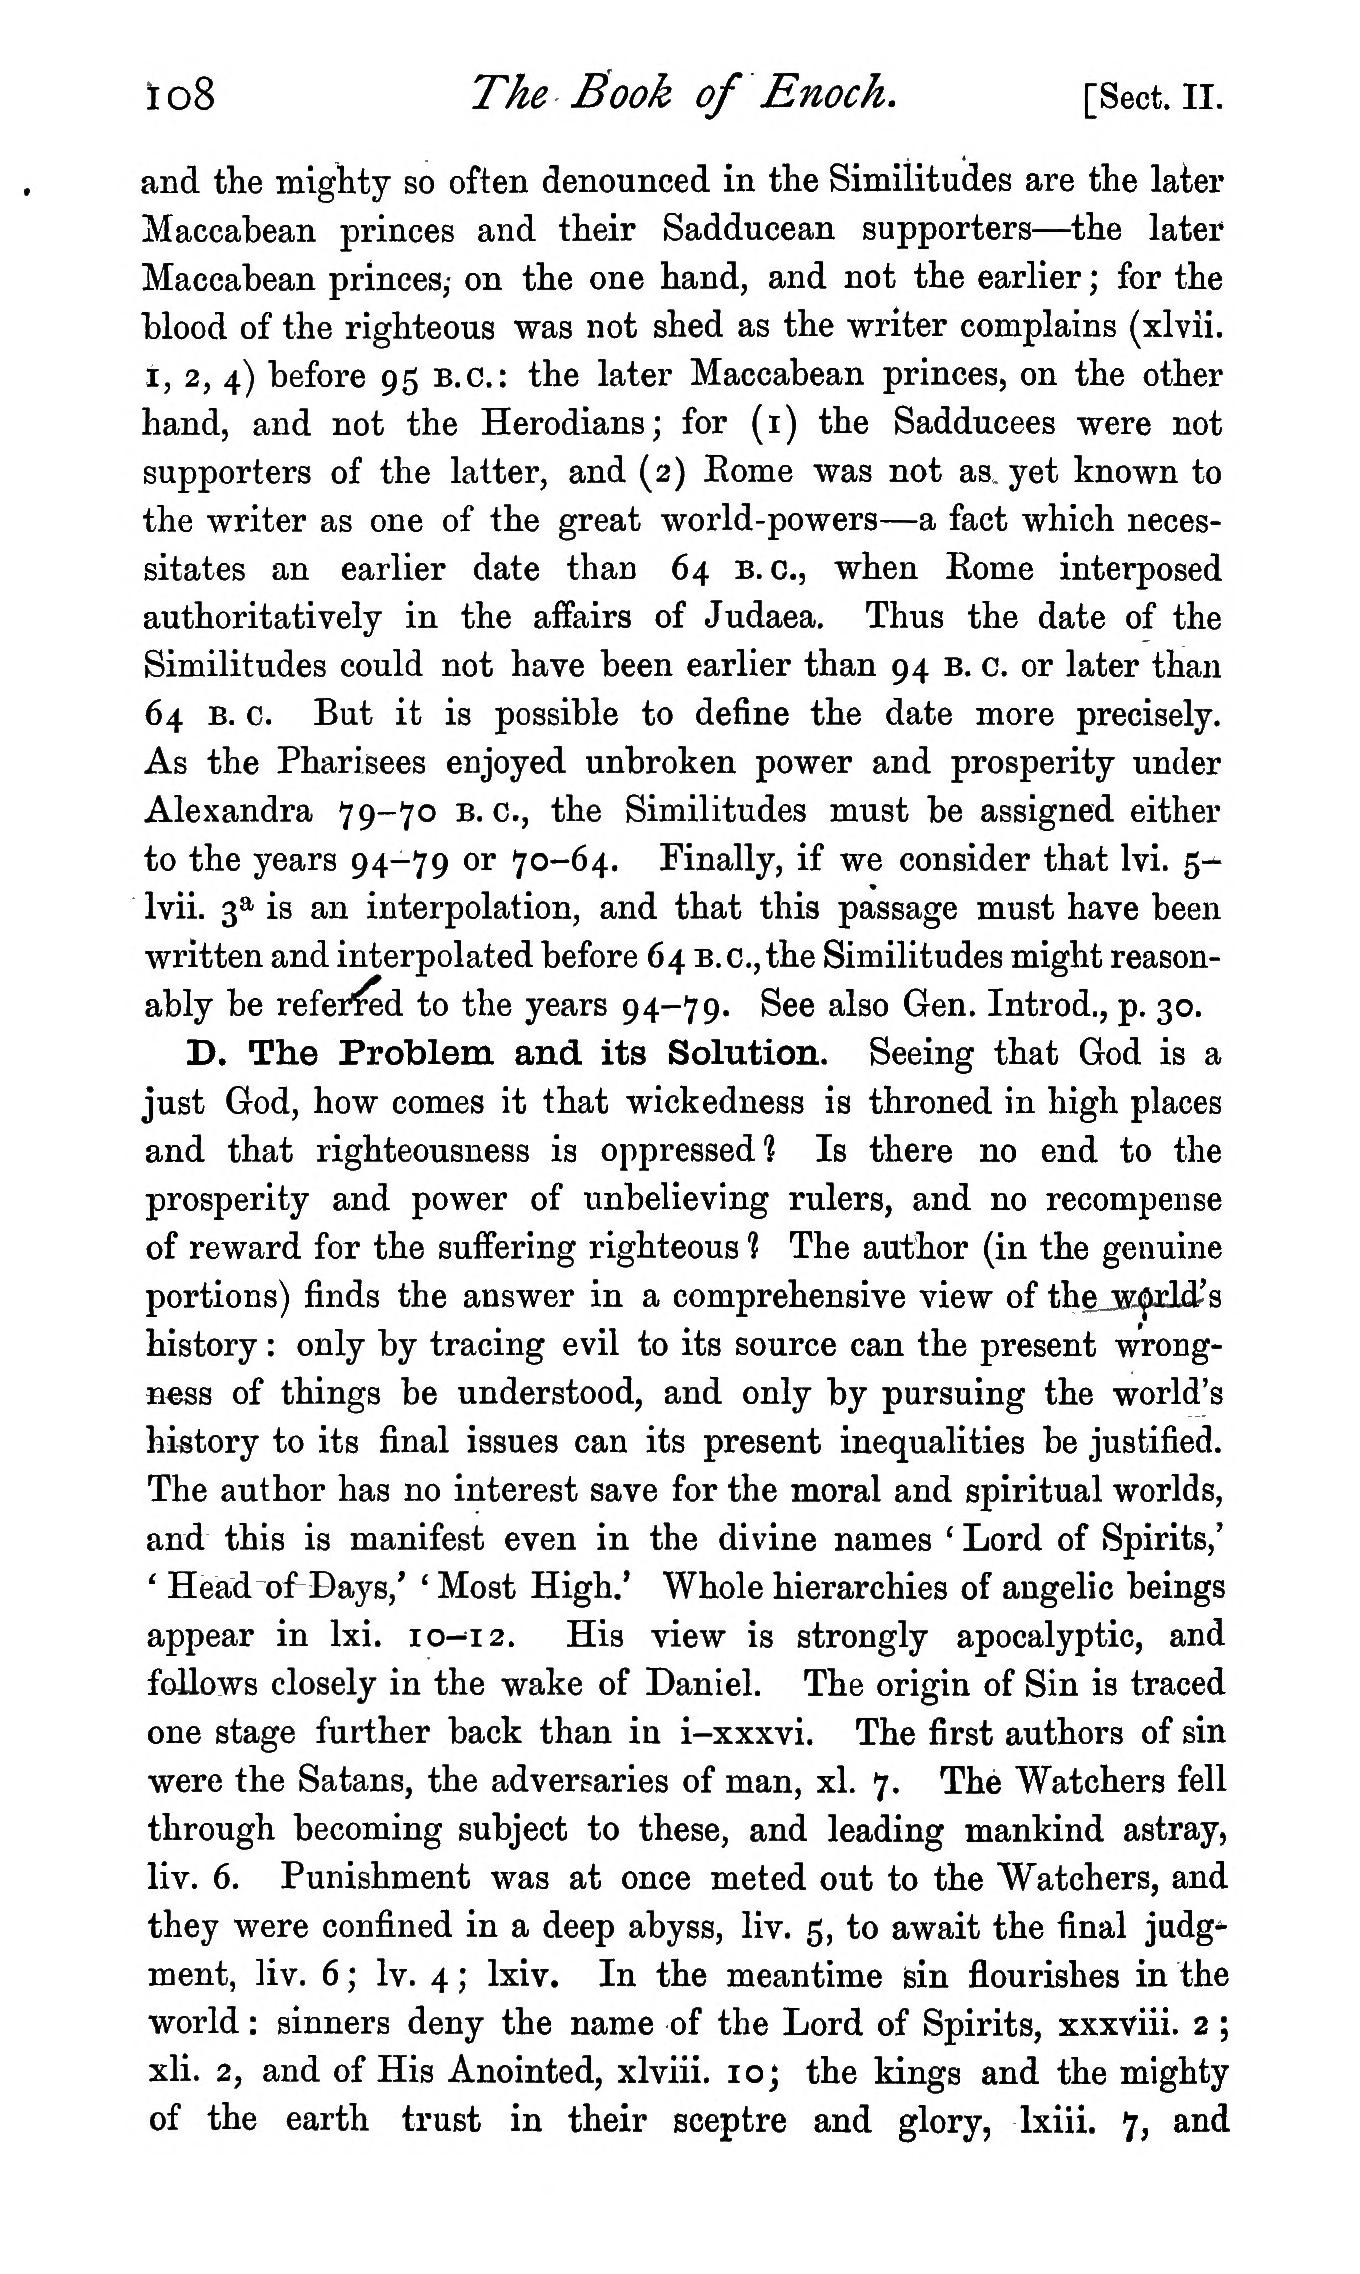 108 The Book of Enoch. [Sect. II.
and the mighty so often denounced in the Similitudes are the later
Maccabean princes and their Sadducean supporters—the later
Maccabean princes, on the one hand, and not the earlier; for the
blood of the righteous was not shed as the writer complains (xlvii.
1, 2, 4) before 95 B.C.: the later Maccabean princes, on the other
hand, and not the Herodians; for (1) the Sadducees were not
supporters of the latter, and (2) Rome was not as yet known to
the writer as one of the great world-powers—a fact which neces-
sitates an earlier date than 64 B.C., when Rome interposed
authoritatively in the affairs of Judaea. Thus the date of the
Similitudes could not have been earlier than 94 B.C. or later than
64 B.C. But it is possible to define the date more precisely.
As the Pharisees enjoyed unbroken power and prosperity under
Alexandra 79–70 B.C., the Similitudes must be assigned either
to the years 94–79 or 70–64. Finally, if we consider that lvi. 5–
lvii. 3ª is an interpolation, and that this passage must have been
written and interpolated before 64 B.C., the Similitudes might reason-
ably be referred to the years 94–79. See also Gen. Introd., p. 30.
D. The Problem and its Solution. Seeing that God is a
just God, how comes it that wickedness is throned in high places
and that righteousness is oppressed? Is there no end to the
prosperity and power of unbelieving rulers, and no recompense
of reward for the suffering righteous? The author (in the genuine
portions) finds the answer in a comprehensive view of the world's
history: only by tracing evil to its source can the present wrong-
ness of things be understood, and only by pursuing the world's
history to its final issues can its present inequalities be justified.
The author has no interest save for the moral and spiritual worlds,
and this is manifest even in the divine names 'Lord of Spirits,'
'Head of Days,' 'Most High.' Whole hierarchies of angelic beings
appear in lxi. 10–12. His view is strongly apocalyptic, and
follows closely in the wake of Daniel. The origin of Sin is traced
one stage further back than in i–xxxvi. The first authors of sin
were the Satans, the adversaries of man, xl. 7. The Watchers fell
through becoming subject to these, and leading mankind astray,
liv. 6. Punishment was at once meted out to the Watchers, and
they were confined in a deep abyss, liv. 5, to await the final judg-
ment, liv. 6; lv. 4; lxiv. In the meantime sin flourishes in the
world: sinners deny the name of the Lord of Spirits, xxxviii. 2;
xli. 2, and of His Anointed, xlviii. 10; the kings and the mighty
of the earth trust in their sceptre and glory, lxiii. 7, and